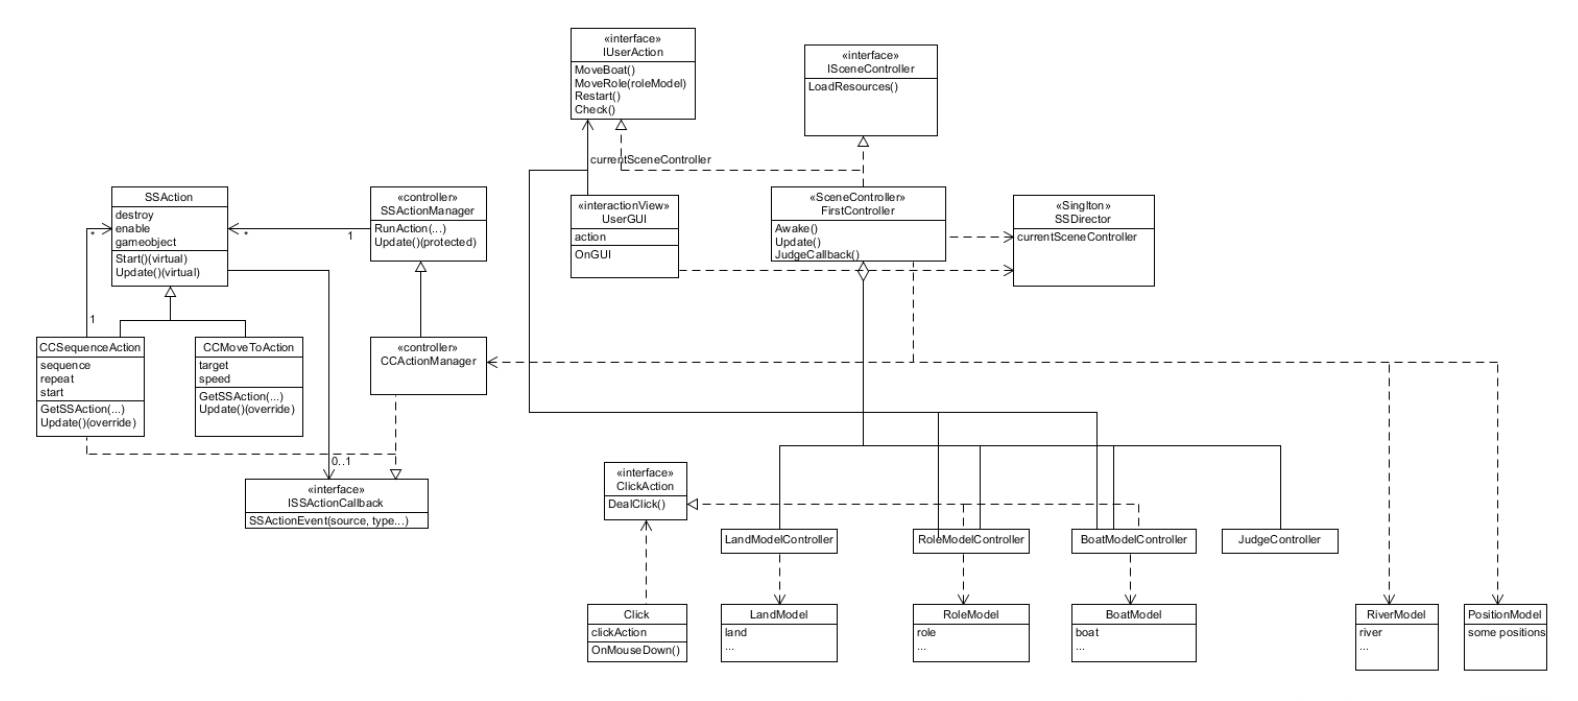 «interface»
IUserAction
MoveBoat()
MoveRole(roleModel)
Restart()
Check()
«interface»
ISceneController
LoadResources()
currentSceneController
SSAction
destroy
enable
gameobject
Start()(virtual)
Update()(virtual)
*
*
1
«controller»
SSActionManager
RunAction(...)
Update()(protected)
«interactionView»
UserGUI
action
OnGUI
«SceneController»
FirstController
Awake()
Update()
JudgeCallback()
«Singlton»
SSDirector
currentSceneController
1
CCSequenceAction
sequence
repeat
start
GetSSAction(...)
Update()(override)
CCMoveToAction
target
speed
GetSSAction(...)
Update()(override)
«controller»
CCActionManager
0..1
«interface»
ISSActionCallback
SSActionEvent(source, type...)
«interface»
ClickAction
DealClick()
LandModelController
RoleModelController
BoatModelController
JudgeController
Click
clickAction
OnMouseDown()
LandModel
land
...
RoleModel
role
...
BoatModel
boat
...
RiverModel
river
...
PositionModel
some positions